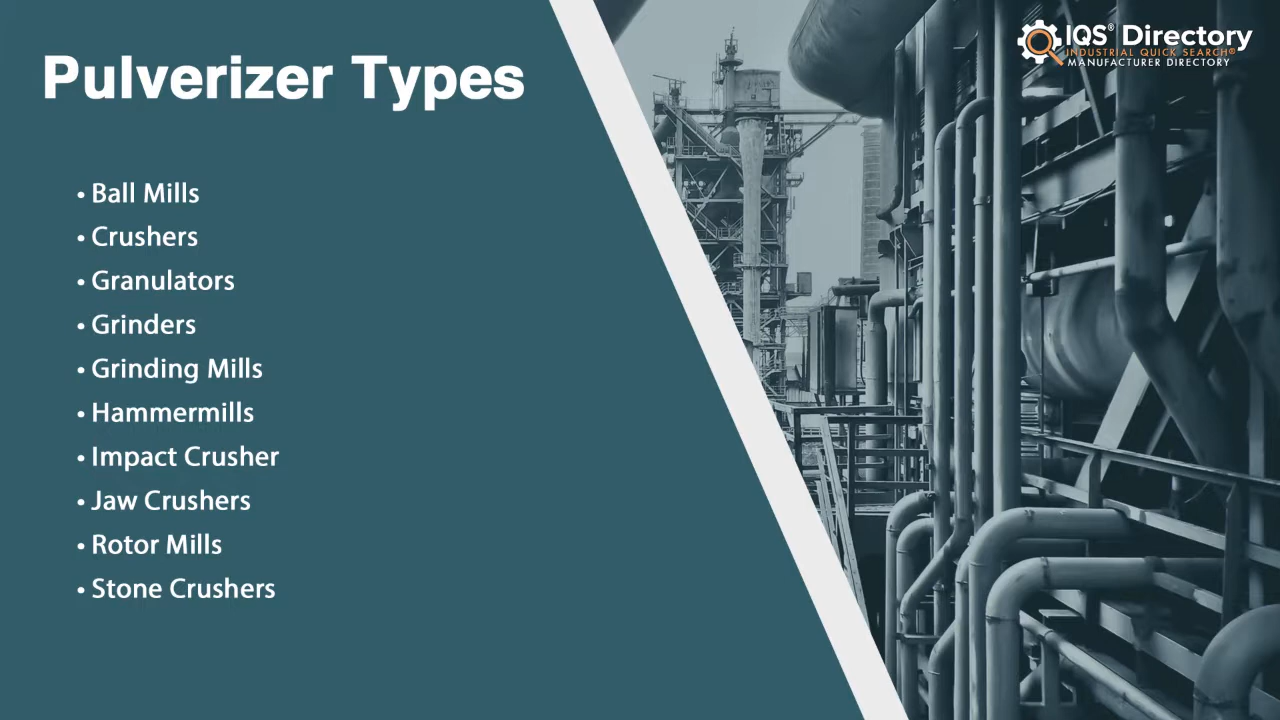 Pulverizer Types
• Ball Mills
• Crushers
• Granulators
• Grinders
• Grinding Mills
• Hammermills
• Impact Crusher
• Jaw Crushers
• Rotor Mills
• Stone Crushers
IQS® Directory
INDUSTRIAL QUICK SEARCH®
MANUFACTURER DIRECTORY